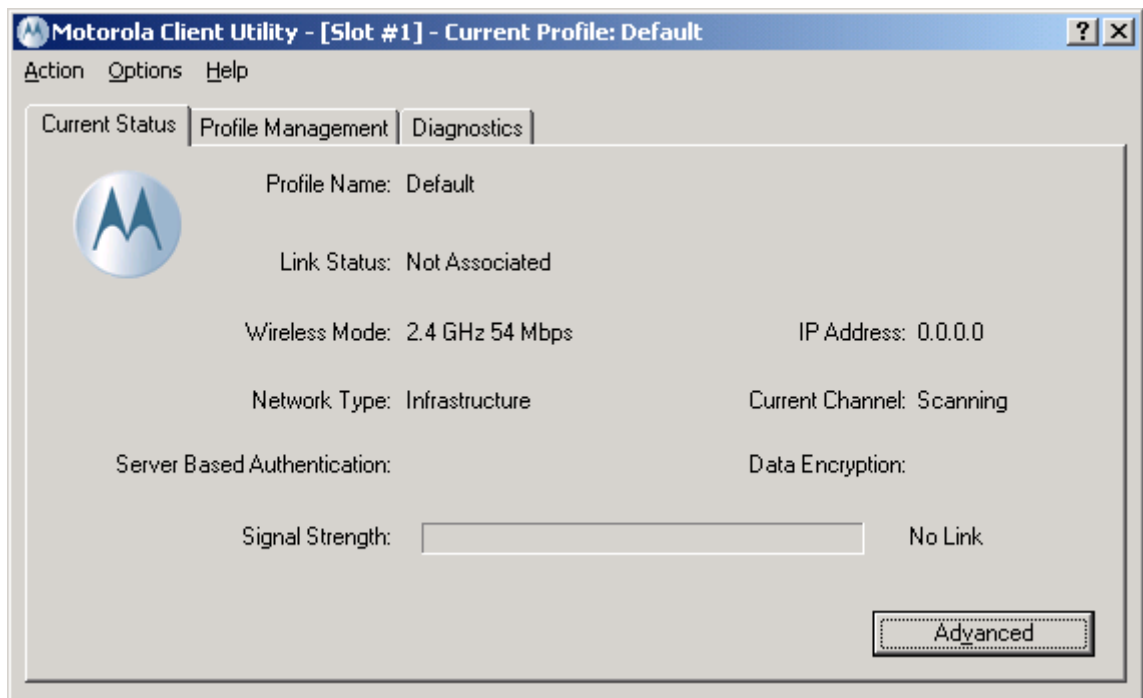 Motorola Client Utility - [Slot #1] - Current Profile: Default
Action Options Help
Current Status Profile Management Diagnostics
Profile Name: Default
Link Status: Not Associated
Wireless Mode: 2.4 GHz 54 Mbps IP Address: 0.0.0.0
Network Type: Infrastructure Current Channel: Scanning
Server Based Authentication: Data Encryption:
Signal Strength: No Link
Advanced